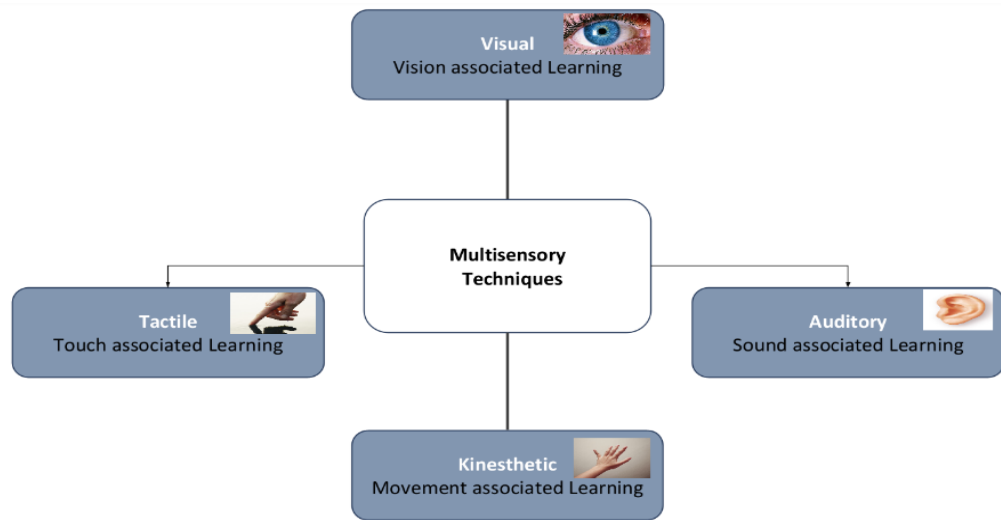 Visual
Vision associated Learning
Multisensory
Techniques
Tactile
Touch associated Learning
Auditory
Sound associated Learning
Kinesthetic
Movement associated Learning